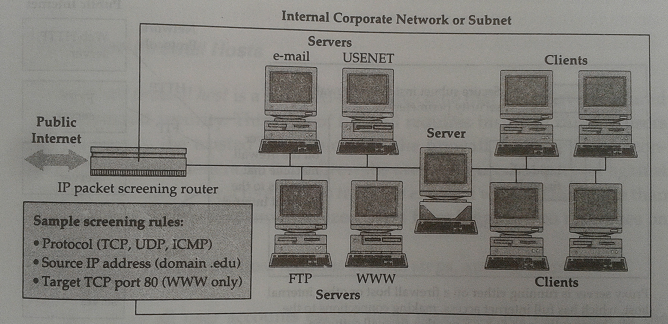 Internal Corporate Network or Subnet
Servers
e-mail USENET
Clients
Public
Internet
Server
IP packet screening router
Sample screening rules:
• Protocol (TCP, UDP, ICMP)
• Source IP address (domain .edu)
• Target TCP port 80 (WWW only)
FTP WWW
Servers
Clients